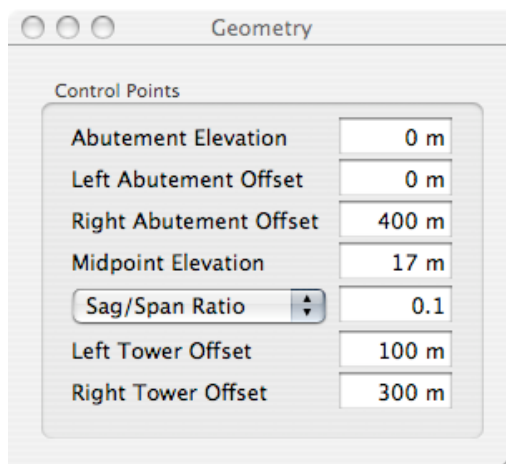 Geometry
Control Points
Abutement Elevation 0 m
Left Abutement Offset 0 m
Right Abutement Offset 400 m
Midpoint Elevation 17 m
Sag/Span Ratio 0.1
Left Tower Offset 100 m
Right Tower Offset 300 m